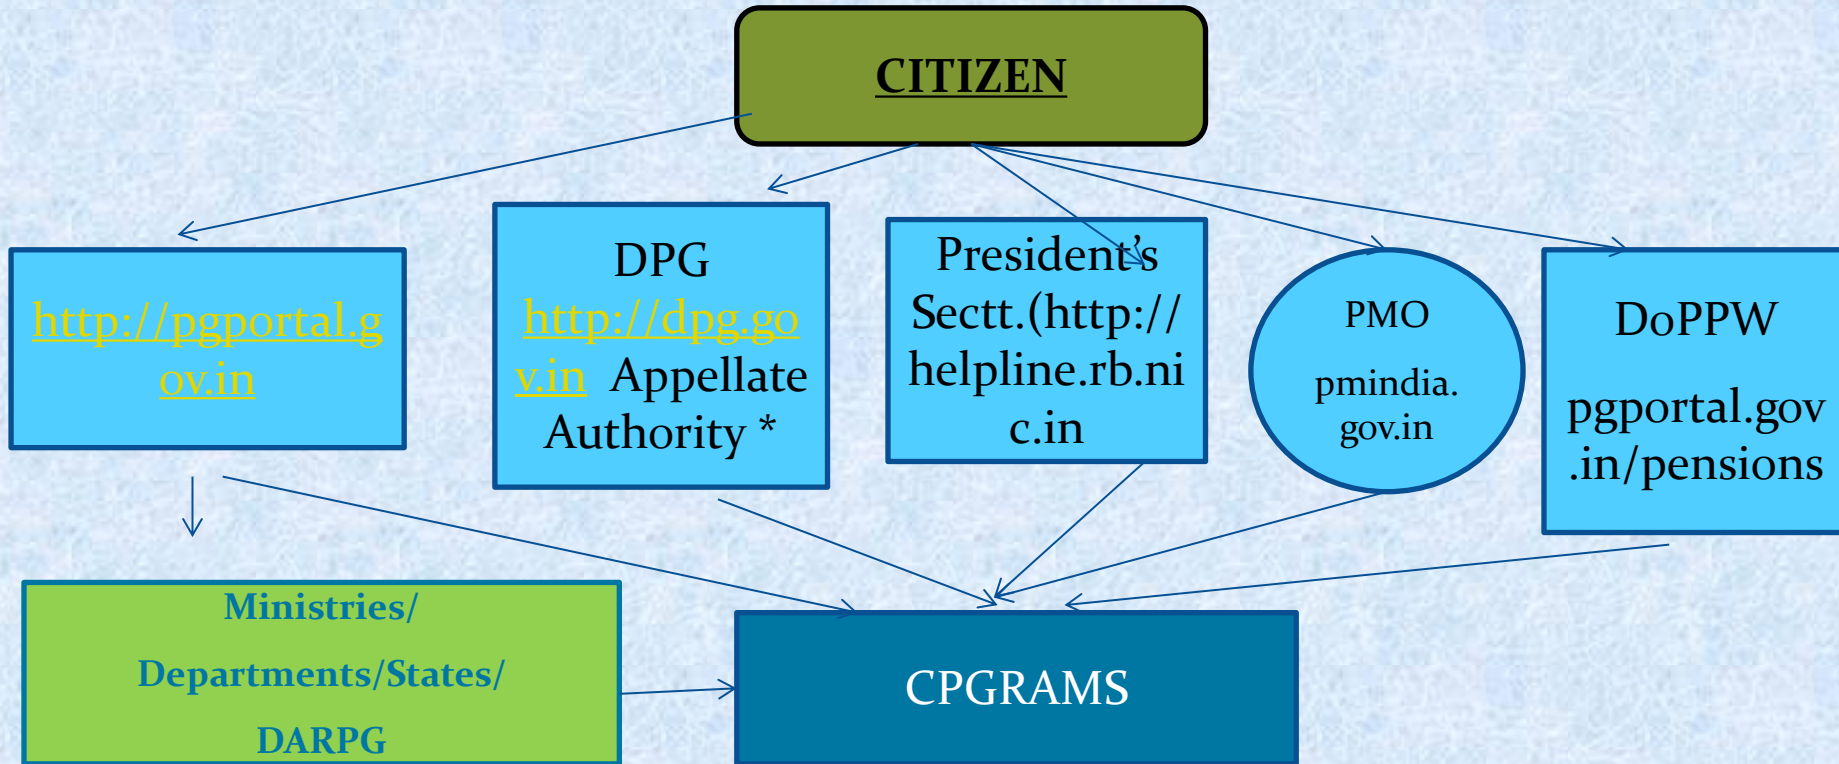 CITIZEN
http://pgportal.g
ov.in
DPG
http://dpg.go
v.in Appellate
Authority *
President's
Sectt.(http://
helpline.rb.ni
c.in
PMO
pmindia.
gov.in
DoPPW
pgportal.gov
.in/pensions
Ministries/
Departments/States/
DARPG
CPGRAMS